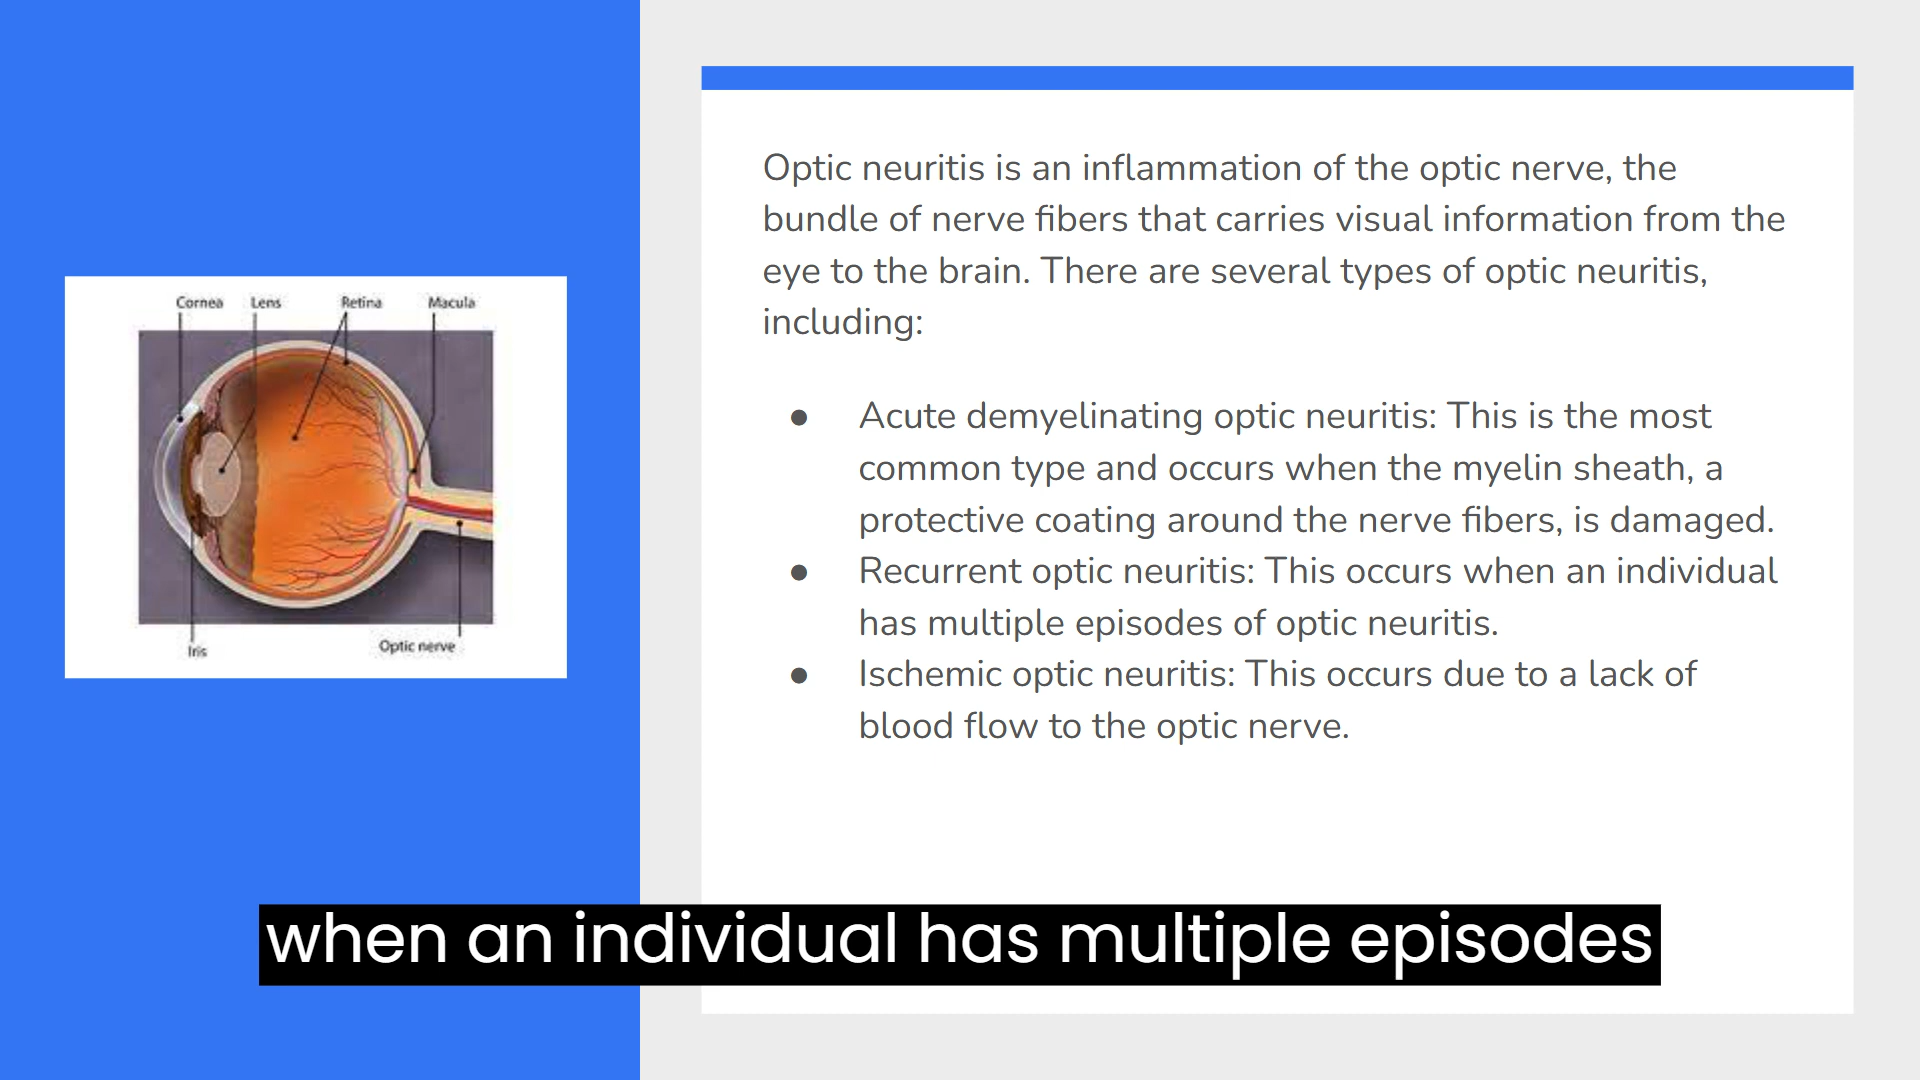 Cornea Lens Retina Macula
Iris
Optic nerve
Optic neuritis is an inflammation of the optic nerve, the
bundle of nerve fibers that carries visual information from the
eye to the brain. There are several types of optic neuritis,
including:
● Acute demyelinating optic neuritis: This is the most
common type and occurs when the myelin sheath, a
protective coating around the nerve fibers, is damaged.
● Recurrent optic neuritis: This occurs when an individual
has multiple episodes of optic neuritis.
● Ischemic optic neuritis: This occurs due to a lack of
blood flow to the optic nerve.
when an individual has multiple episodes